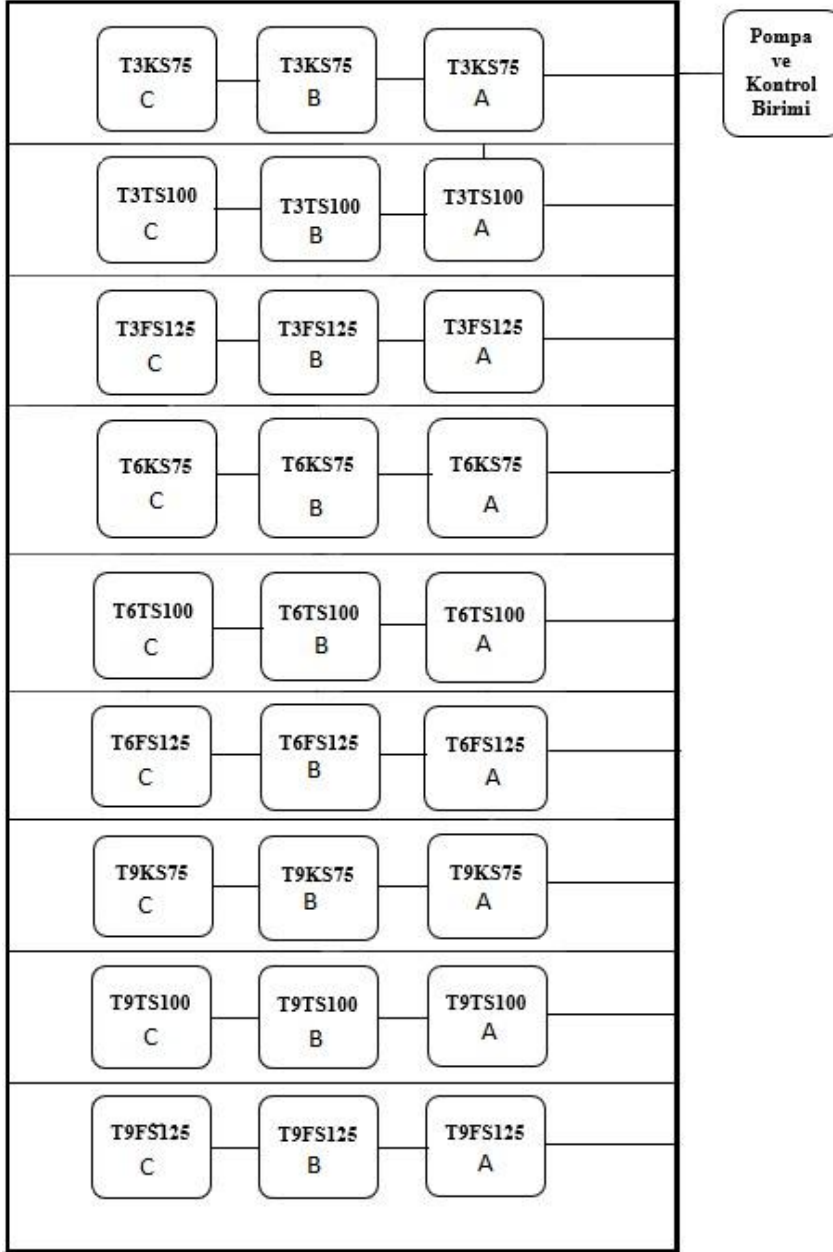 T3KS75
C
T3KS75
B
T3KS75
A
Pompa
ve
Kontrol
Birimi
T3TS100
C
T3TS100
B
T3TS100
A
T3FS125
C
T3FS125
B
T3FS125
A
T6KS75
C
T6KS75
B
T6KS75
A
T6TS100
C
T6TS100
B
T6TS100
A
T6FS125
C
T6FS125
B
T6FS125
A
T9KS75
C
T9KS75
B
T9KS75
A
T9TS100
C
T9TS100
B
T9TS100
A
T9FS125
C
T9FS125
B
T9FS125
A